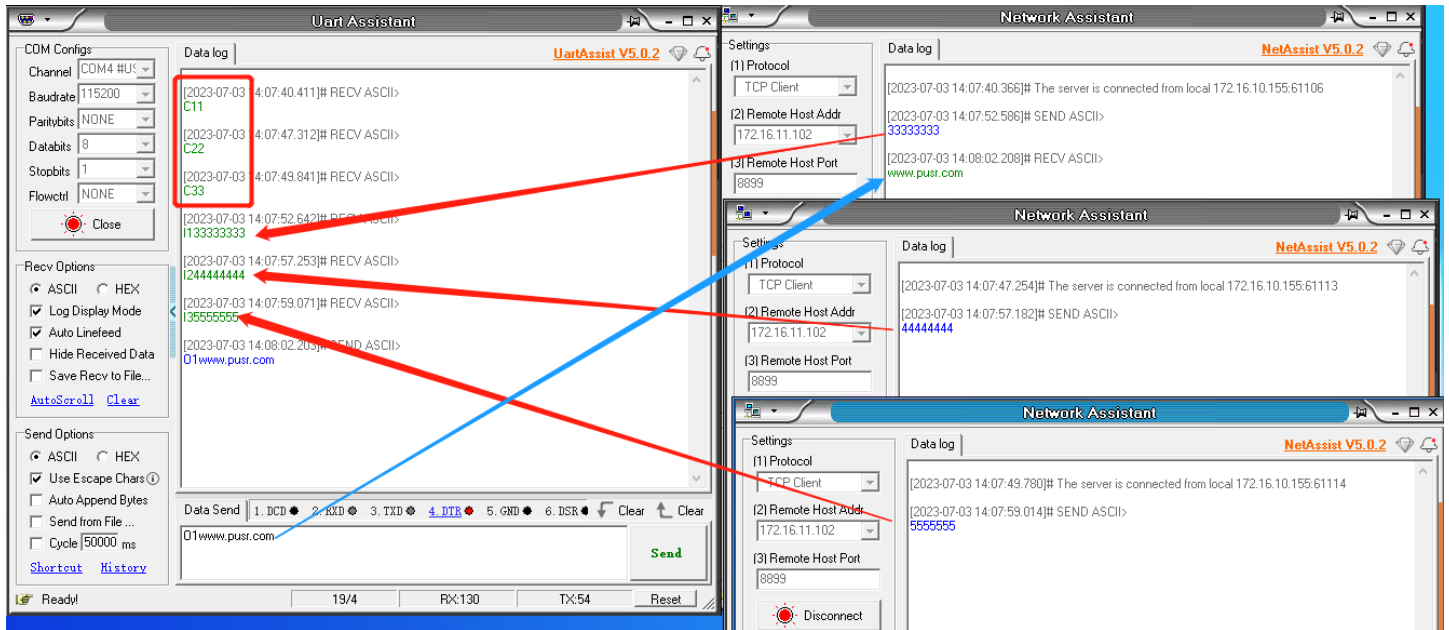 Uart Assistant
COM Configs
Channel COM4 #US
Baudrate 115200
Paritybits NONE
Databits 8
Stopbits 1
Flowctrl NONE
Close
Recv Options
ASCII HEX
Log Display Mode
Auto Linefeed
Hide Received Data
Save Recv to File...
AutoScroll Clear
Send Options
ASCII HEX
Use Escape Chars
Auto Append Bytes
Send from File ...
Cycle 50000 ms
Shortcut History
Data log UartAssist V5.0.2
[2023-07-03 14:07:40.411]# RECV ASCII>
C11
[2023-07-03 14:07:47.312]# RECV ASCII>
C22
[2023-07-03 14:07:49.841]# RECV ASCII>
C33
[2023-07-03 14:07:52.642]# RECV ASCII>
I133333333
[2023-07-03 14:07:57.253]# RECV ASCII>
I244444444
[2023-07-03 14:07:59.071]# RECV ASCII>
I35555555
[2023-07-03 14:08:02.203]# SEND ASCII>
O1www.pusr.com
Data Send 1. DCD 2. RXD 3. TXD 4. DTR 5. GND 6. DSR Clear Clear
O1www.pusr.com
Send
Ready! 19/4 RX:130 TX:54 Reset
Network Assistant
Settings
(1) Protocol
TCP Client
(2) Remote Host Addr
172.16.11.102
(3) Remote Host Port
8899
Data log NetAssist V5.0.2
[2023-07-03 14:07:40.366]# The server is connected from local 172.16.10.155:61106
[2023-07-03 14:07:52.586]# SEND ASCII>
33333333
[2023-07-03 14:08:02.208]# RECV ASCII>
www.pusr.com
Network Assistant
Settings
(1) Protocol
TCP Client
(2) Remote Host Addr
172.16.11.102
(3) Remote Host Port
8899
Data log NetAssist V5.0.2
[2023-07-03 14:07:47.254]# The server is connected from local 172.16.10.155:61113
[2023-07-03 14:07:57.182]# SEND ASCII>
44444444
Network Assistant
Settings
(1) Protocol
TCP Client
(2) Remote Host Addr
172.16.11.102
(3) Remote Host Port
8899
Disconnect
Data log NetAssist V5.0.2
[2023-07-03 14:07:49.780]# The server is connected from local 172.16.10.155:61114
[2023-07-03 14:07:59.014]# SEND ASCII>
5555555